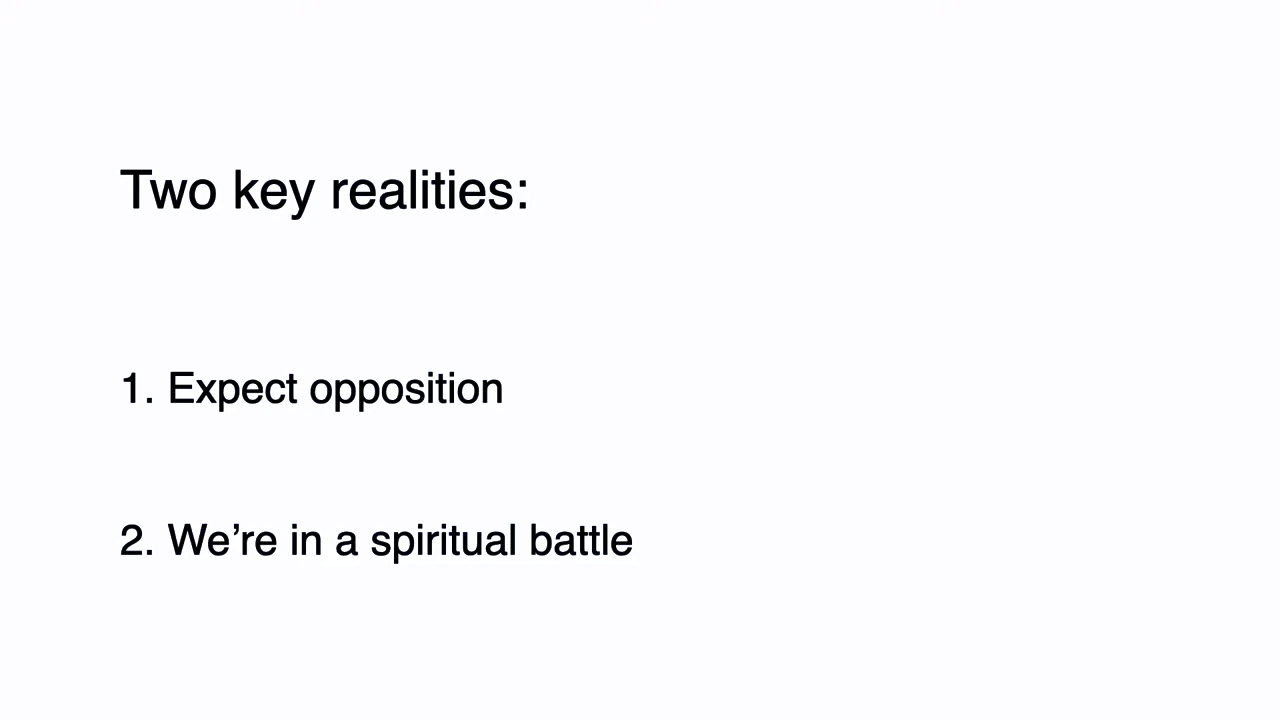 Two key realities:
1. Expect opposition
2. We’re in a spiritual battle